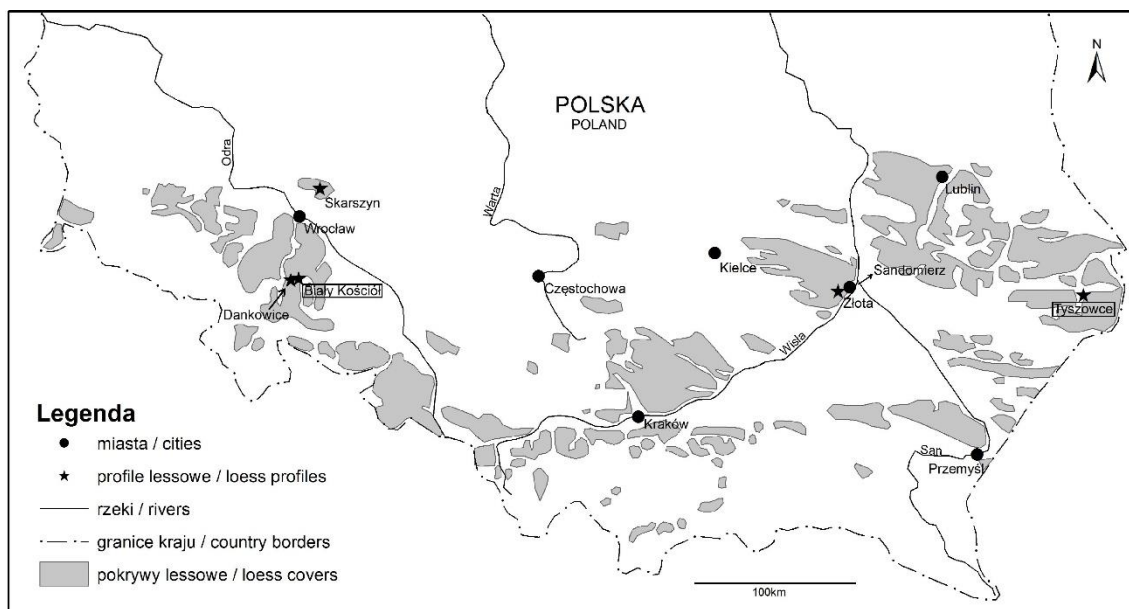 N
POLSKA
POLAND
Odra
Warta
Skarszyn
Wrocław
Lublin
Kielce
Sandomierz
Częstochowa
Biały Kościół
Złota
Tyszowce
Dankowice
Wisła
Kraków
San
Przemyśl
Legenda
miasta / cities
profile lessowe / loess profiles
rzeki / rivers
granice kraju / country borders
pokrywy lessowe / loess covers
100km